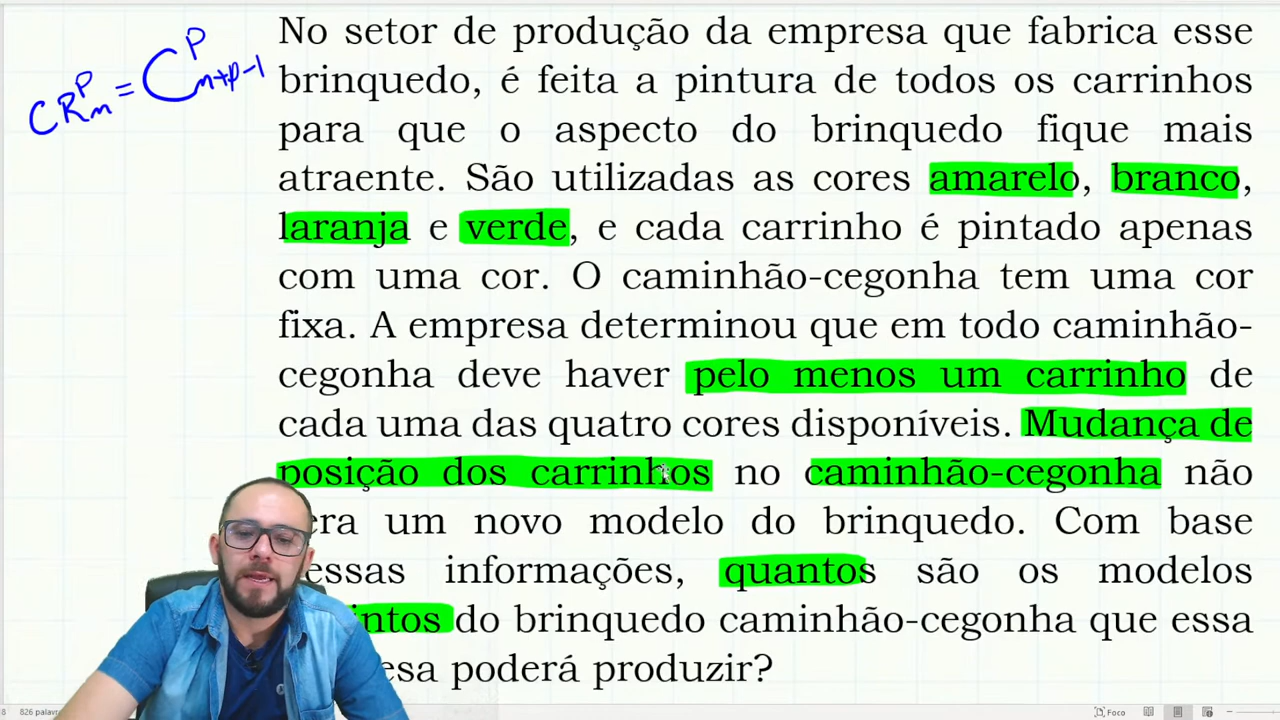 No setor de produção da empresa que fabrica esse
CR^p_n = C^p_{n+p-1}
brinquedo, é feita a pintura de todos os carrinhos
para que o aspecto do brinquedo fique mais
atraente. São utilizadas as cores amarelo, branco,
laranja e verde, e cada carrinho é pintado apenas
com uma cor. O caminhão-cegonha tem uma cor
fixa. A empresa determinou que em todo caminhão-
cegonha deve haver pelo menos um carrinho de
cada uma das quatro cores disponíveis. Mudança de
posição dos carrinhos no caminhão-cegonha não
um novo modelo do brinquedo. Com base
informações, quantos são os modelos
do brinquedo caminhão-cegonha que essa
poderá produzir?
Foco